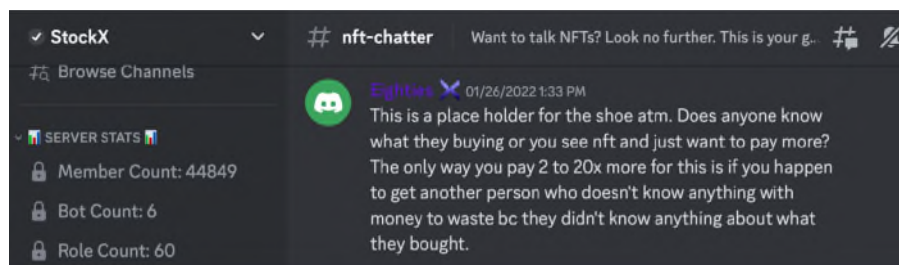 StockX
Browse Channels
SERVER STATS
Member Count: 44849
Bot Count: 6
Role Count: 60
# nft-chatter
Want to talk NFTs? Look no further. This is your g...
Eighties 01/26/2022 1:33 PM
This is a place holder for the shoe atm. Does anyone know
what they buying or you see nft and just want to pay more?
The only way you pay 2 to 20x more for this is if you happen
to get another person who doesn't know anything with
money to waste bc they didn't know anything about what
they bought.